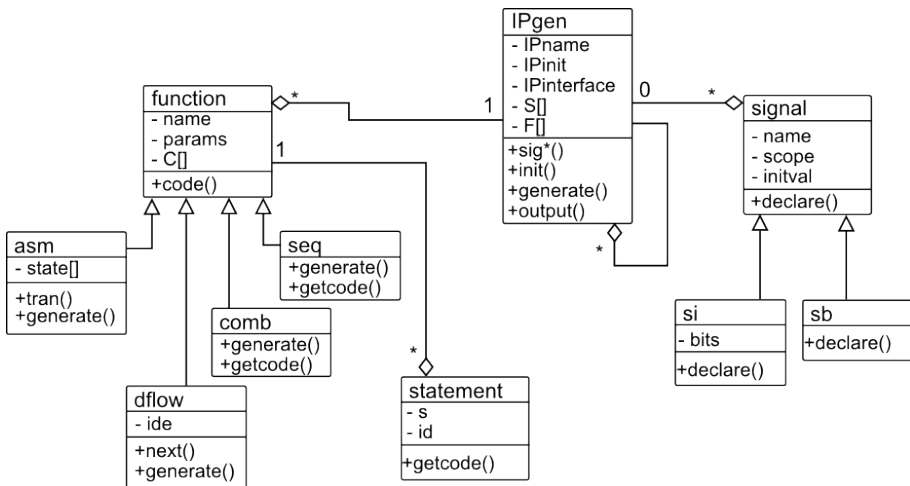 IPgen
- IPname
- IPinit
- IPinterface
- S[]
- F[]
+sig*()
+init()
+generate()
+output()
*
function
- name
- params
- C[]
+code()
*
1
1
0
*
signal
- name
- scope
- initval
+declare()
asm
- state[]
+tran()
+generate()
seq
+generate()
+getcode()
comb
+generate()
+getcode()
dflow
- ide
+next()
+generate()
*
statement
- s
- id
+getcode()
si
- bits
+declare()
sb
+declare()